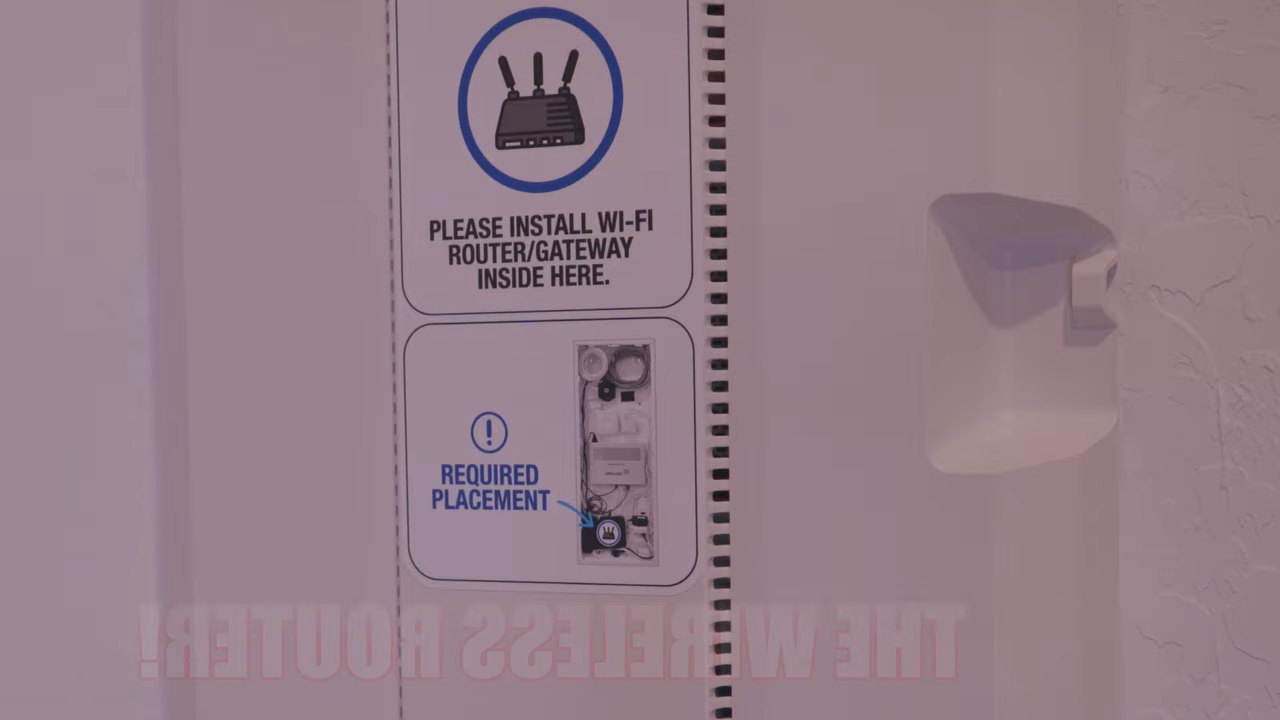 PLEASE INSTALL WI-FI
ROUTER/GATEWAY
INSIDE HERE.
REQUIRED
PLACEMENT
THE WIRELESS ROUTER!